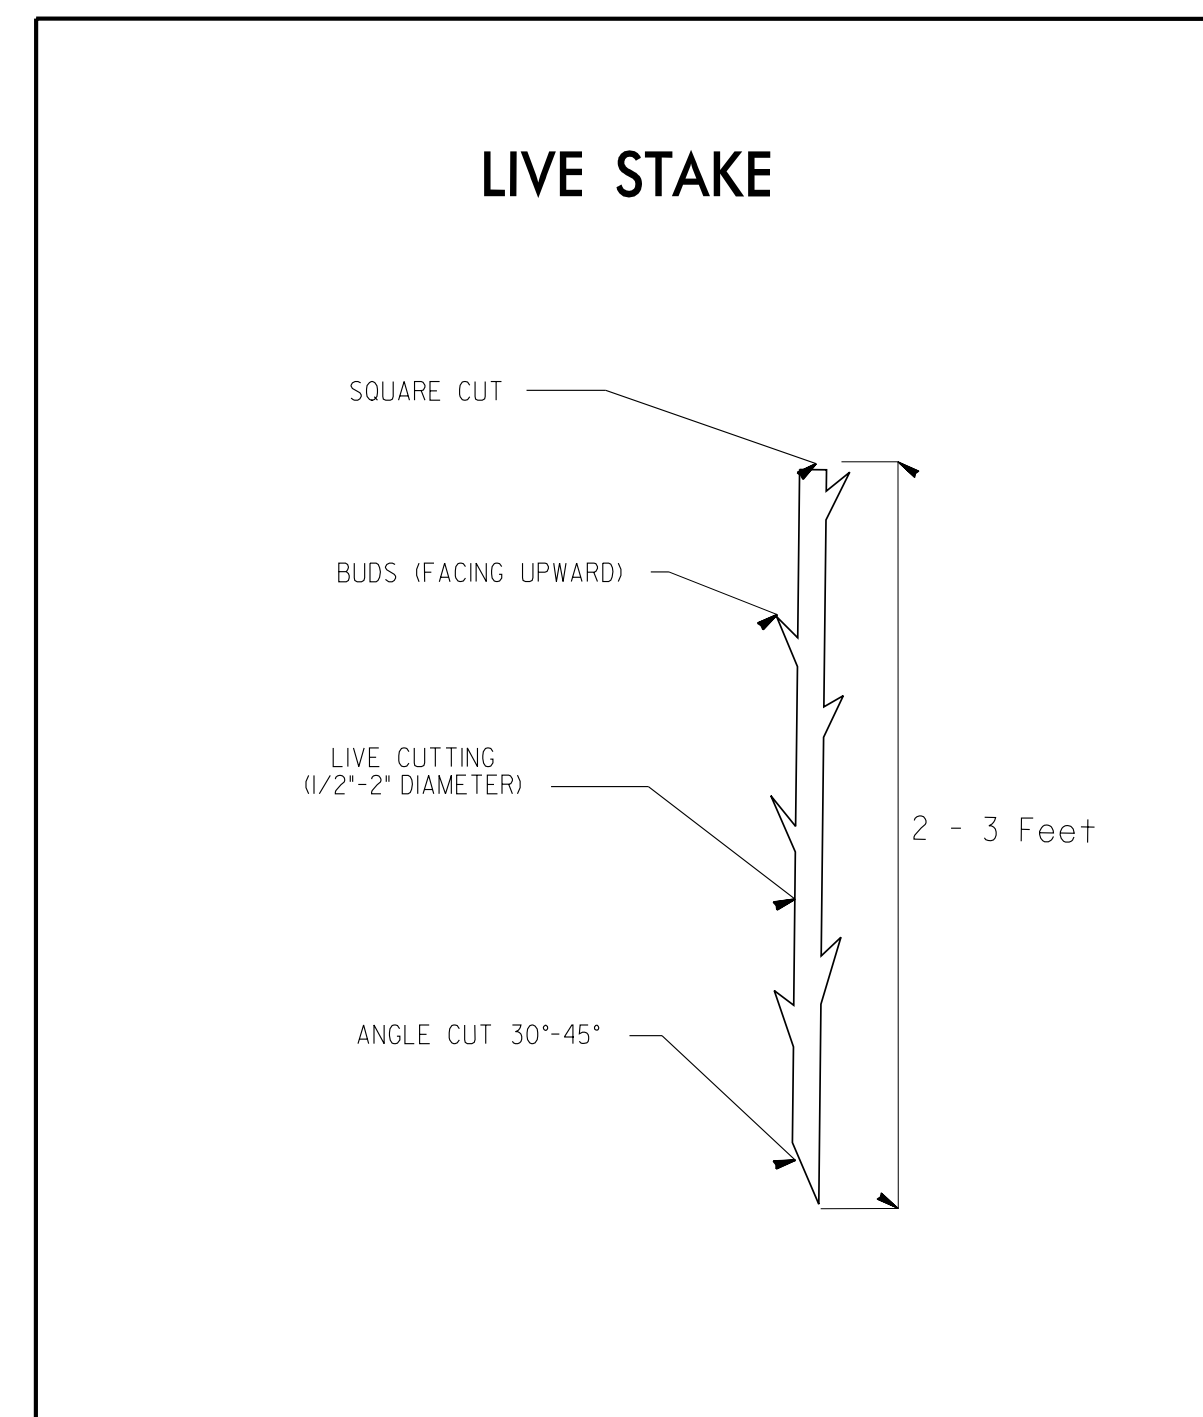 LIVE STAKE
SQUARE CUT
BUDS (FACING UPWARD)
LIVE CUTTING
(1/2"-2" DIAMETER)
2 - 3 Feet
ANGLE CUT 30°-45°